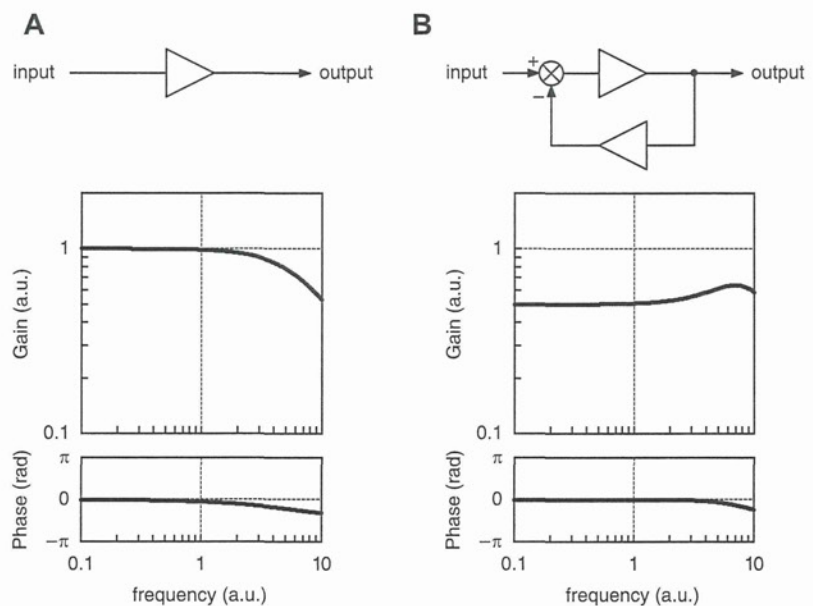 A
input
output
Gain (a.u.)
1
0.1
Phase (rad)
π
0
−π
0.1
1
10
frequency (a.u.)
B
input
+
−
output
Gain (a.u.)
1
0.1
Phase (rad)
π
0
−π
0.1
1
10
frequency (a.u.)